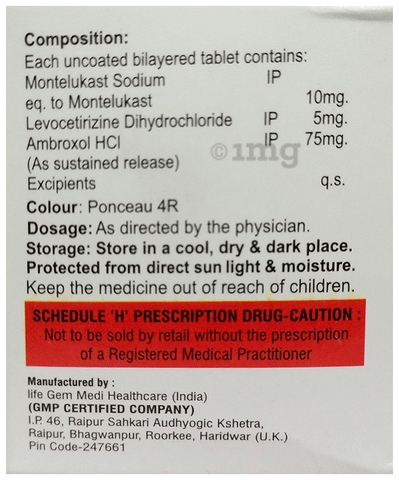 Composition:
Each uncoated bilayered tablet contains:
Montelukast Sodium IP
eq. to Montelukast 10mg.
Levocetirizine Dihydrochloride IP 5mg.
Ambroxol HCl IP 75mg.
©1mg
(As sustained release)
Excipients q.s.
Colour: Ponceau 4R
Dosage: As directed by the physician.
Storage: Store in a cool, dry & dark place.
Protected from direct sun light & moisture.
Keep the medicine out of reach of children.
SCHEDULE 'H' PRESCRIPTION DRUG-CAUTION :
Not to be sold by retail without the prescription
of a Registered Medical Practitioner
Manufactured by :
life Gem Medi Healthcare (India)
(GMP CERTIFIED COMPANY)
I.P. 46, Raipur Sahkari Audhyogic Kshetra,
Raipur, Bhagwanpur, Roorkee, Haridwar (U.K.)
Pin Code-247661